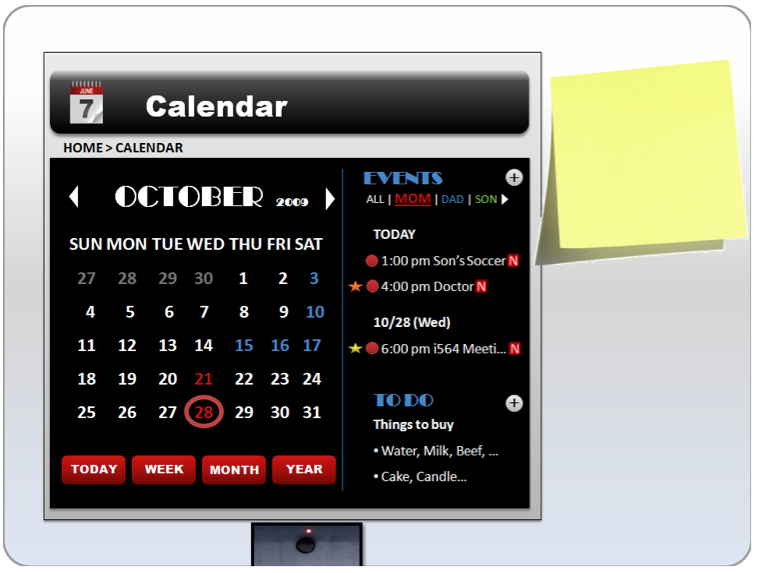 JUNE
7
Calendar
HOME > CALENDAR
OCTOBER 2009
SUN MON TUE WED THU FRI SAT
27 28 29 30 1 2 3
4 5 6 7 8 9 10
11 12 13 14 15 16 17
18 19 20 21 22 23 24
25 26 27 28 29 30 31
TODAY WEEK MONTH YEAR
EVENTS +
ALL | MOM | DAD | SON
TODAY
1:00 pm Son's Soccer N
4:00 pm Doctor N
10/28 (Wed)
6:00 pm i564 Meeti... N
TO DO +
Things to buy
• Water, Milk, Beef, ...
• Cake, Candle...